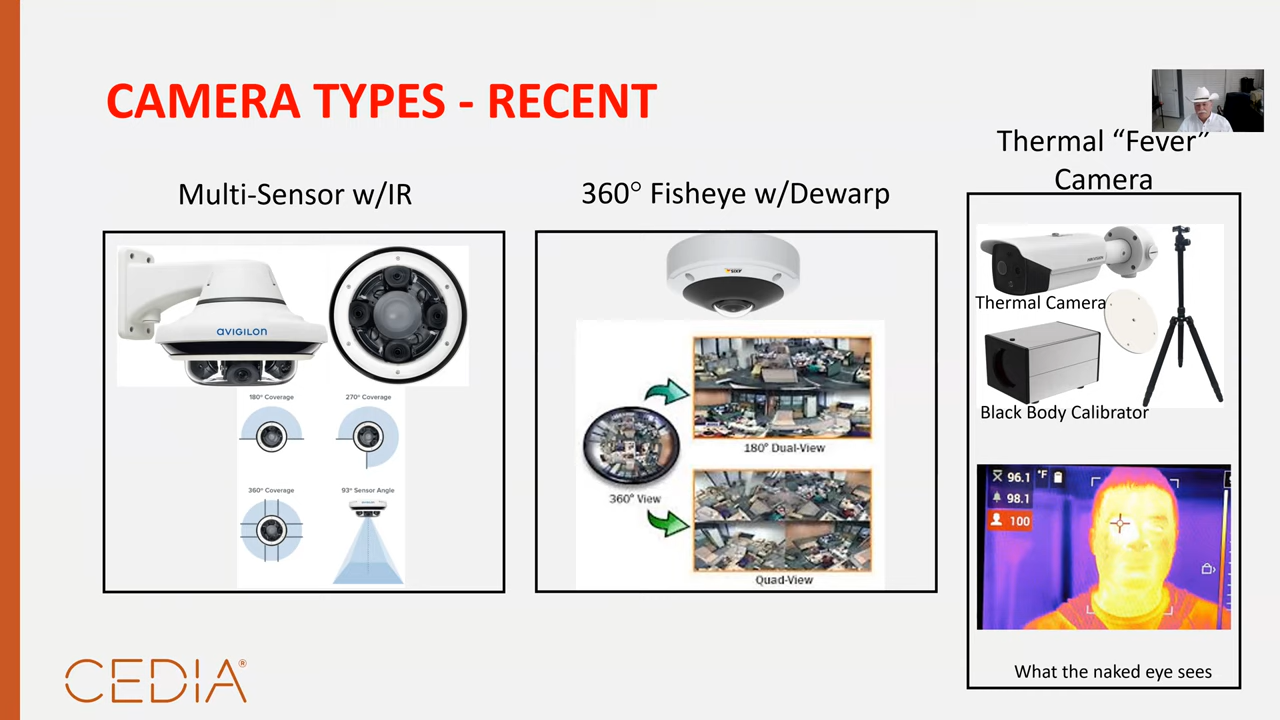 CAMERA TYPES - RECENT
Multi-Sensor w/IR
AVIGILON
180° Coverage
270° Coverage
360° Coverage
93° Sensor Angle
360° Fisheye w/Dewarp
AXIS
360° View
180° Dual-View
Quad-View
Thermal “Fever”
Camera
HIKVISION
Thermal Camera
Black Body Calibrator
96.1 °F
98.1
100
What the naked eye sees
CEDIA®